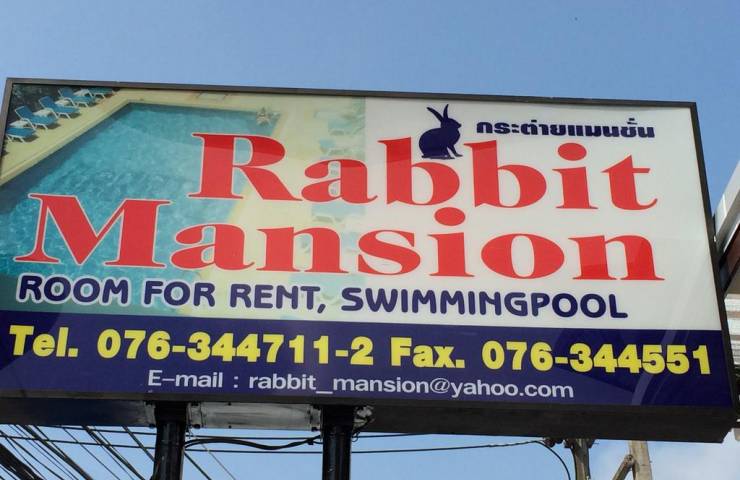 กระต่ายแมนชั่น
Rabbit
Mansion
ROOM FOR RENT, SWIMMINGPOOL
Tel. 076-344711-2 Fax. 076-344551
E-mail : rabbit_mansion@yahoo.com